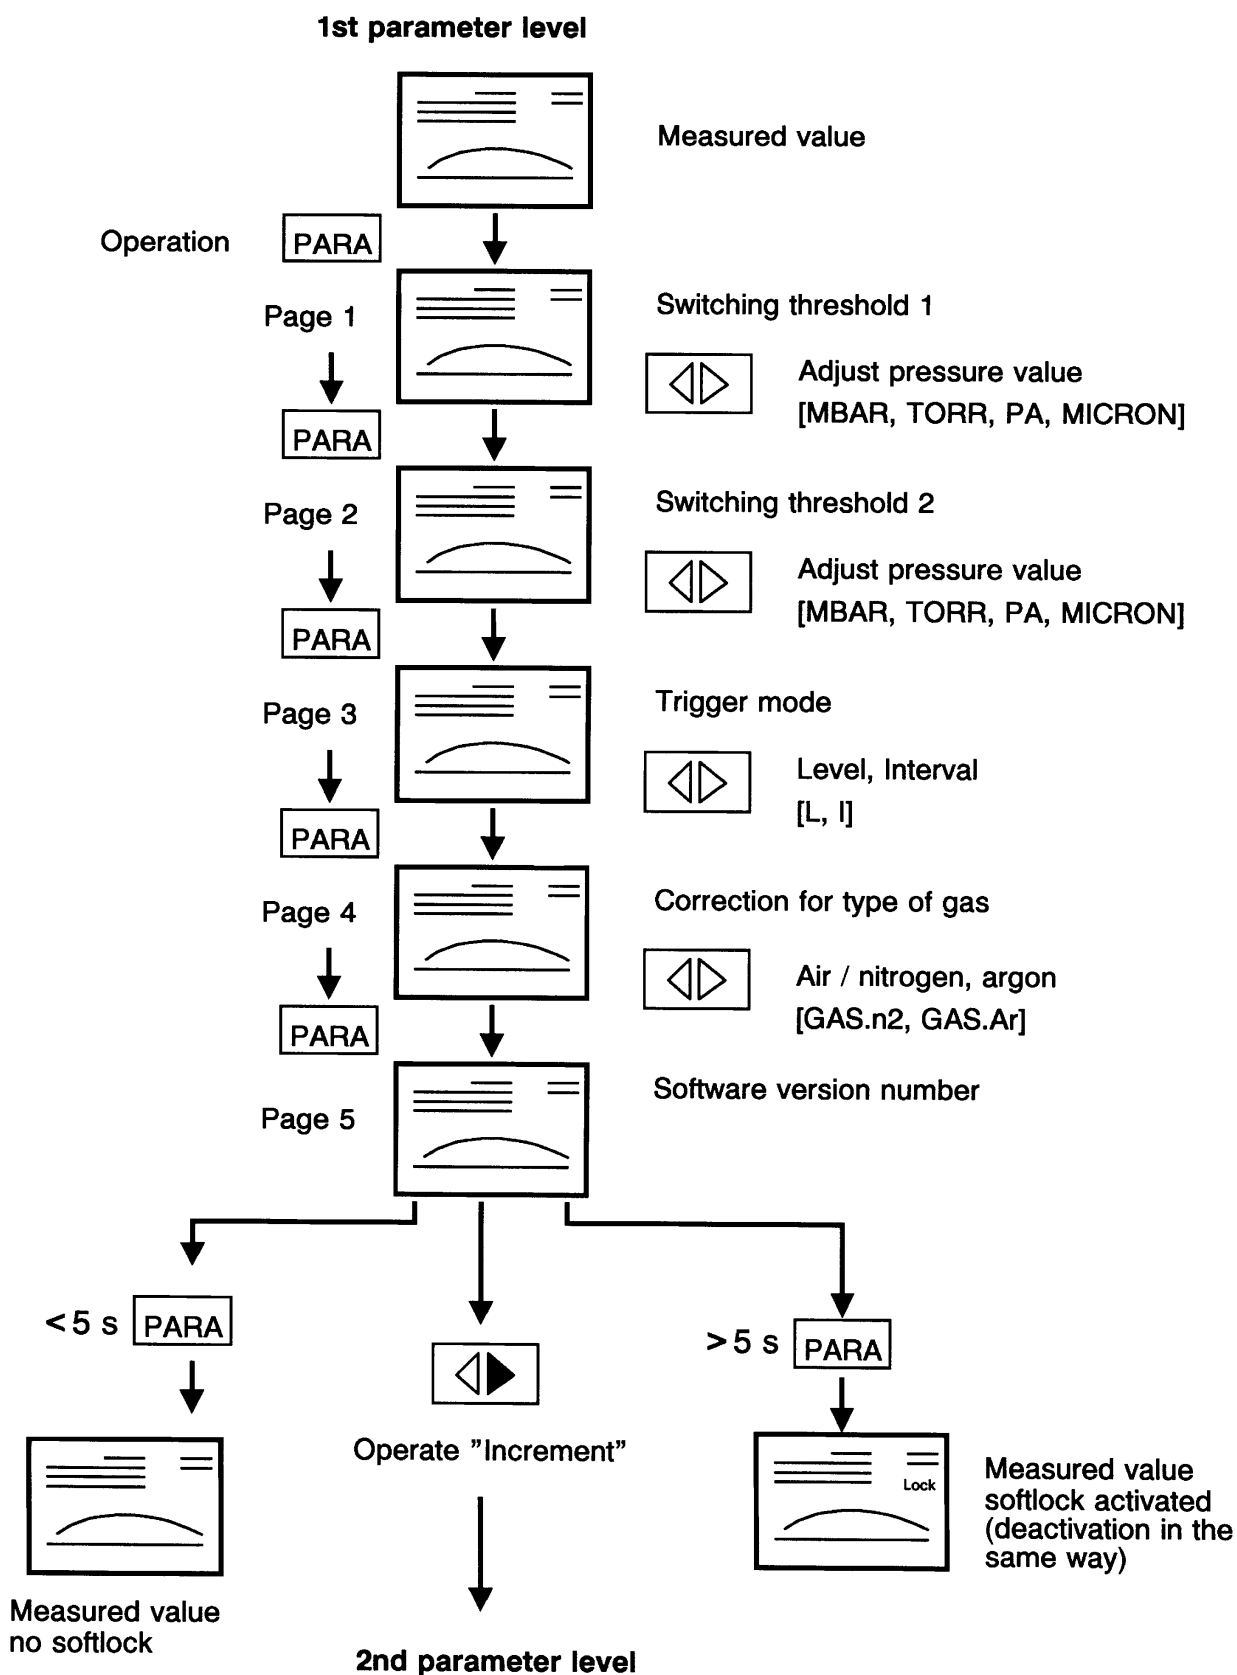 1st parameter level
Measured value
Operation PARA
Page 1
Switching threshold 1
Adjust pressure value
[MBAR, TORR, PA, MICRON]
PARA
Page 2
Switching threshold 2
Adjust pressure value
[MBAR, TORR, PA, MICRON]
PARA
Page 3
Trigger mode
Level, Interval
[L, I]
PARA
Page 4
Correction for type of gas
Air / nitrogen, argon
[GAS.n2, GAS.Ar]
PARA
Page 5
Software version number
<5 s PARA
Measured value
no softlock
Operate "Increment"
2nd parameter level
>5 s PARA
Lock
Measured value
softlock activated
(deactivation in the
same way)